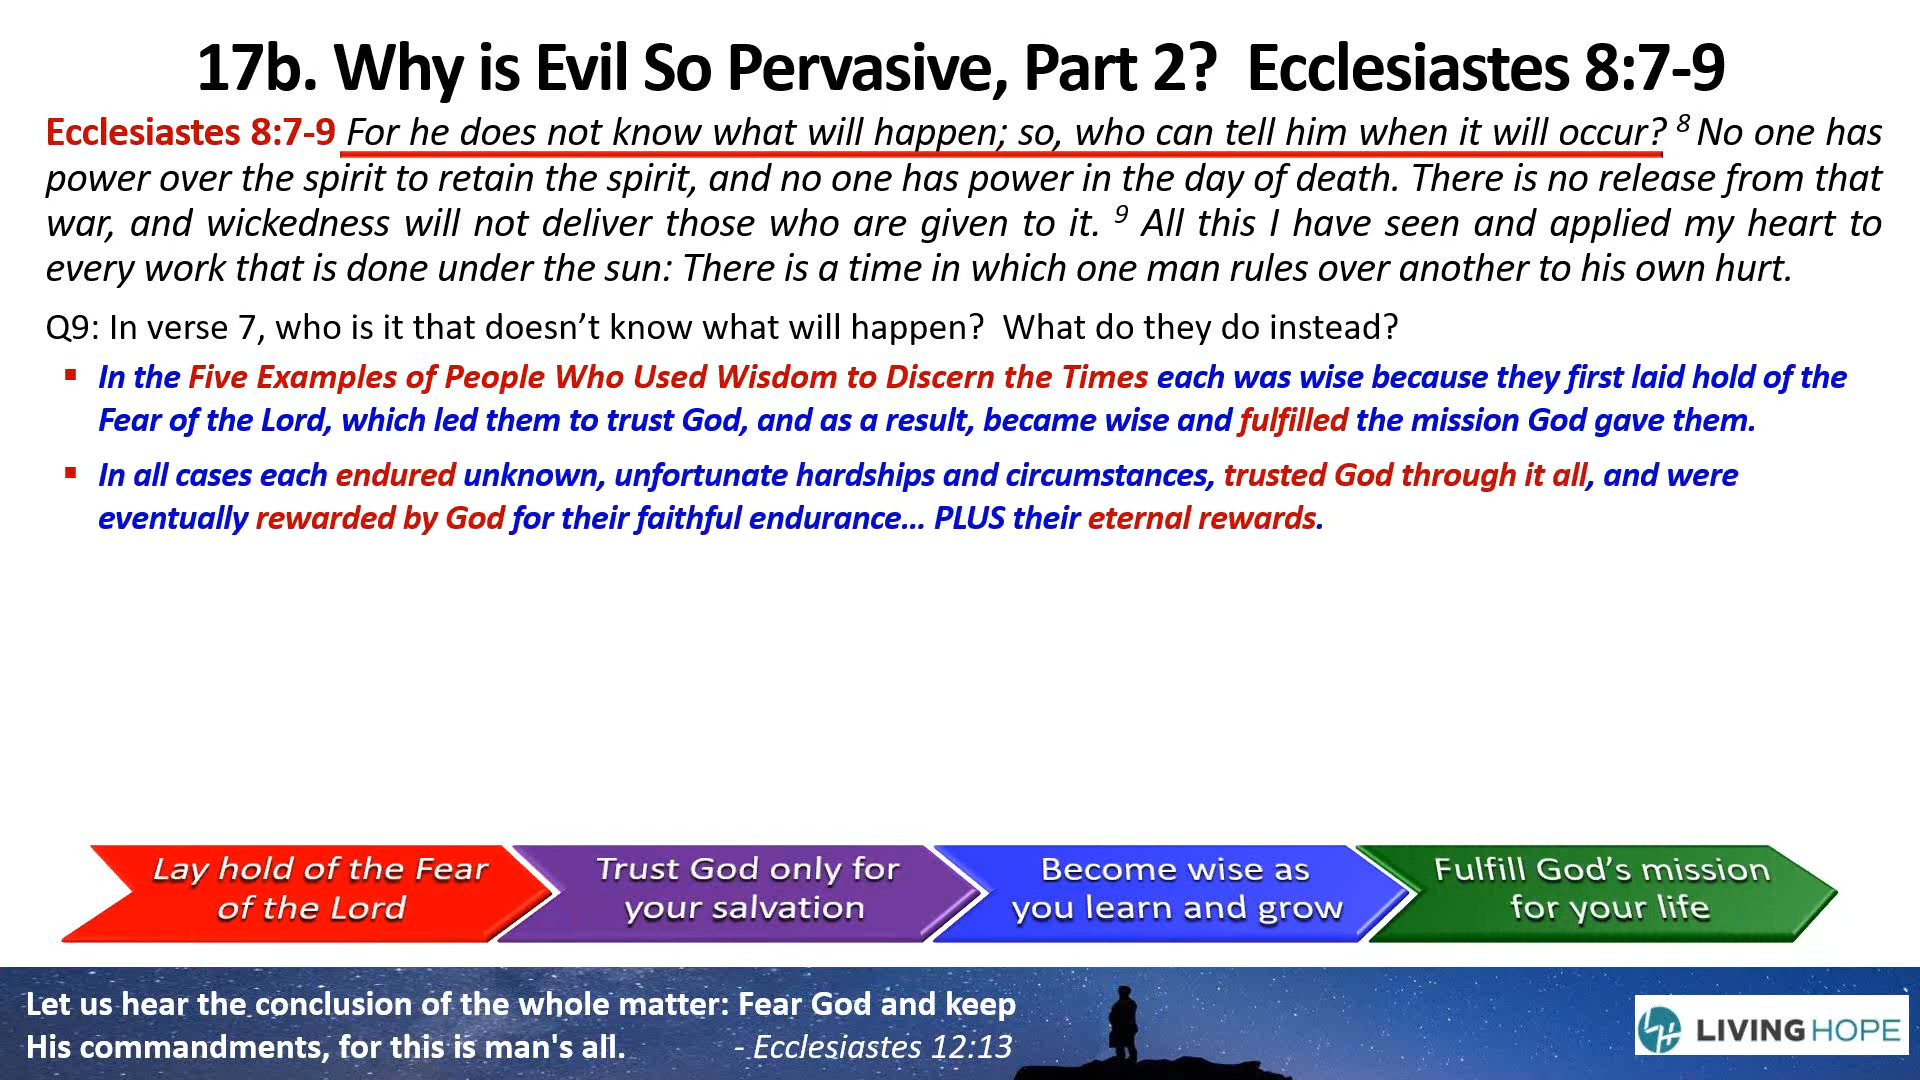 17b. Why is Evil So Pervasive, Part 2?  Ecclesiastes 8:7-9
Ecclesiastes 8:7-9 For he does not know what will happen; so, who can tell him when it will occur? 8 No one has
power over the spirit to retain the spirit, and no one has power in the day of death. There is no release from that
war, and wickedness will not deliver those who are given to it. 9 All this I have seen and applied my heart to
every work that is done under the sun: There is a time in which one man rules over another to his own hurt.
Q9: In verse 7, who is it that doesn’t know what will happen?  What do they do instead?
▪ In the Five Examples of People Who Used Wisdom to Discern the Times each was wise because they first laid hold of the
Fear of the Lord, which led them to trust God, and as a result, became wise and fulfilled the mission God gave them.
▪ In all cases each endured unknown, unfortunate hardships and circumstances, trusted God through it all, and were
eventually rewarded by God for their faithful endurance... PLUS their eternal rewards.
Lay hold of the Fear
of the Lord
Trust God only for
your salvation
Become wise as
you learn and grow
Fulfill God’s mission
for your life
Let us hear the conclusion of the whole matter: Fear God and keep
His commandments, for this is man's all. - Ecclesiastes 12:13
LIVING HOPE